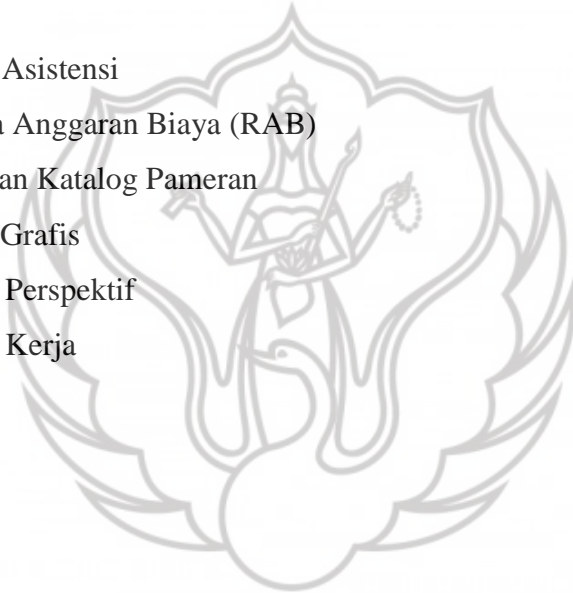 Asistensi
Anggaran Biaya (RAB)
an Katalog Pameran
Grafis
Perspektif
Kerja